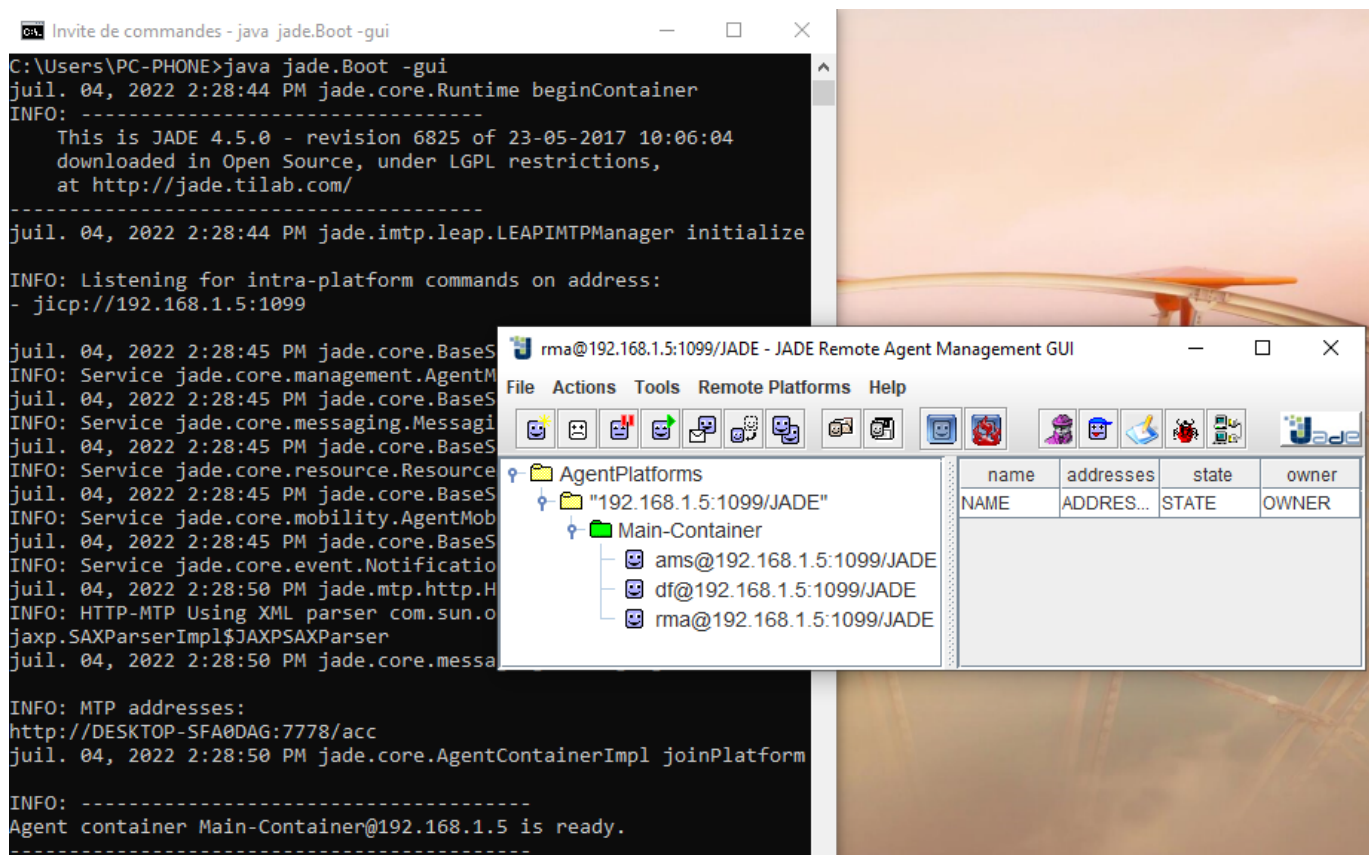 Invite de commandes - java jade.Boot -gui
C:\Users\PC-PHONE>java jade.Boot -gui
juil. 04, 2022 2:28:44 PM jade.core.Runtime beginContainer
INFO: ----------------------------------
This is JADE 4.5.0 - revision 6825 of 23-05-2017 10:06:04
downloaded in Open Source, under LGPL restrictions,
at http://jade.tilab.com/
----------------------------------------
juil. 04, 2022 2:28:44 PM jade.imtp.leap.LEAPIMTPManager initialize
INFO: Listening for intra-platform commands on address:
- jicp://192.168.1.5:1099
juil. 04, 2022 2:28:45 PM jade.core.BaseS
INFO: Service jade.core.management.AgentM
juil. 04, 2022 2:28:45 PM jade.core.BaseS
INFO: Service jade.core.messaging.Messagi
juil. 04, 2022 2:28:45 PM jade.core.BaseS
INFO: Service jade.core.resource.Resource
juil. 04, 2022 2:28:45 PM jade.core.BaseS
INFO: Service jade.core.mobility.AgentMob
juil. 04, 2022 2:28:45 PM jade.core.BaseS
INFO: Service jade.core.event.Notificatio
juil. 04, 2022 2:28:50 PM jade.mtp.http.H
INFO: HTTP-MTP Using XML parser com.sun.o
jaxp.SAXParserImpl$JAXPSAXParser
juil. 04, 2022 2:28:50 PM jade.core.messa
INFO: MTP addresses:
http://DESKTOP-SFA0DAG:7778/acc
juil. 04, 2022 2:28:50 PM jade.core.AgentContainerImpl joinPlatform
INFO: --------------------------------------
Agent container Main-Container@192.168.1.5 is ready.
--------------------------------------------
rma@192.168.1.5:1099/JADE - JADE Remote Agent Management GUI
File Actions Tools Remote Platforms Help
Jade
AgentPlatforms
"192.168.1.5:1099/JADE"
Main-Container
ams@192.168.1.5:1099/JADE
df@192.168.1.5:1099/JADE
rma@192.168.1.5:1099/JADE
name addresses state owner
NAME ADDRES... STATE OWNER